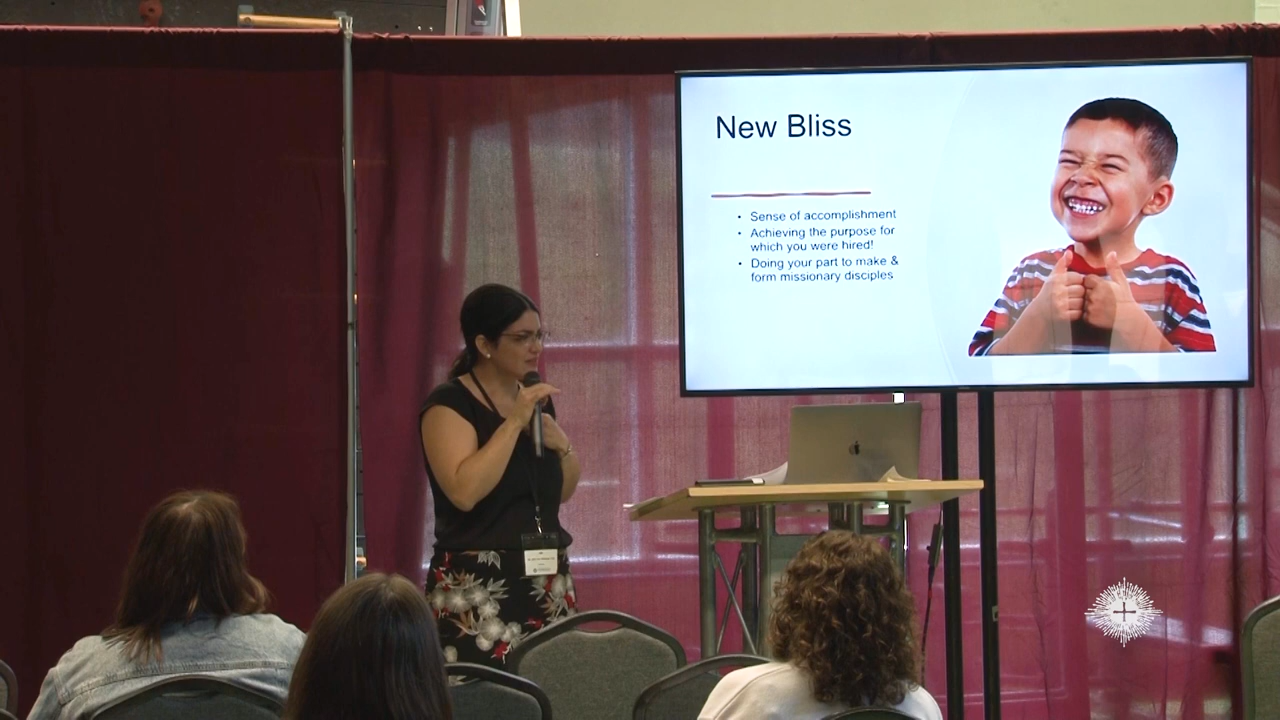 New Bliss
• Sense of accomplishment
• Achieving the purpose for
which you were hired!
• Doing your part to make &
form missionary disciples